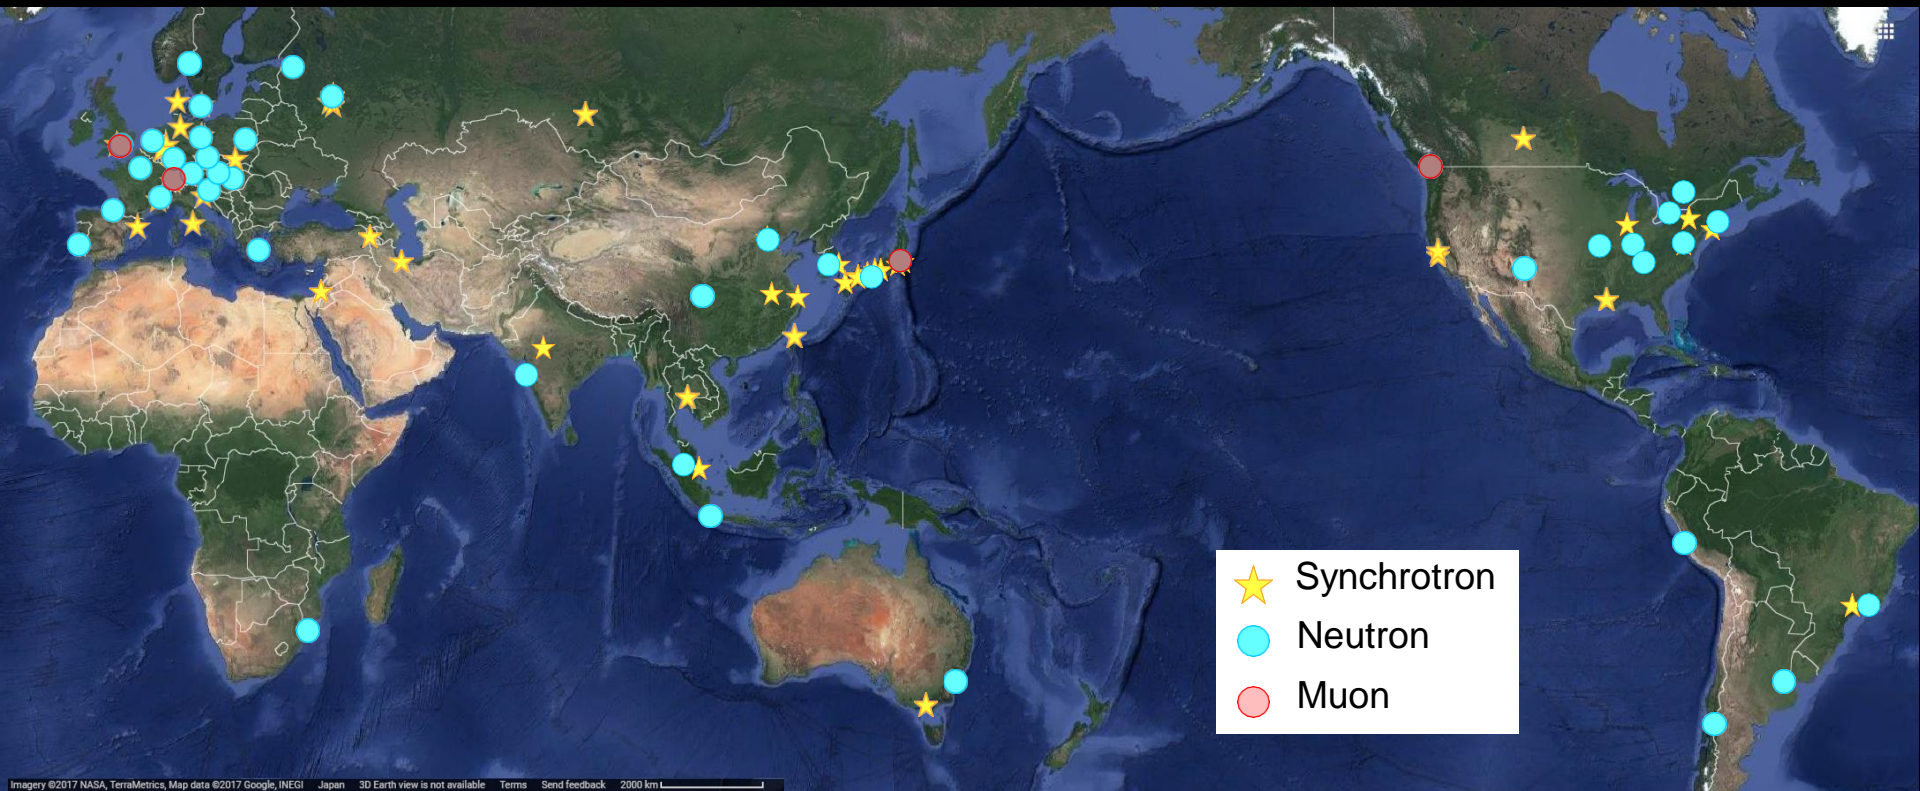 Synchrotron
Neutron
Muon
Imagery ©2017 NASA, TerraMetrics, Map data ©2017 Google, INEGI Japan 3D Earth view is not available Terms Send feedback 2000 km